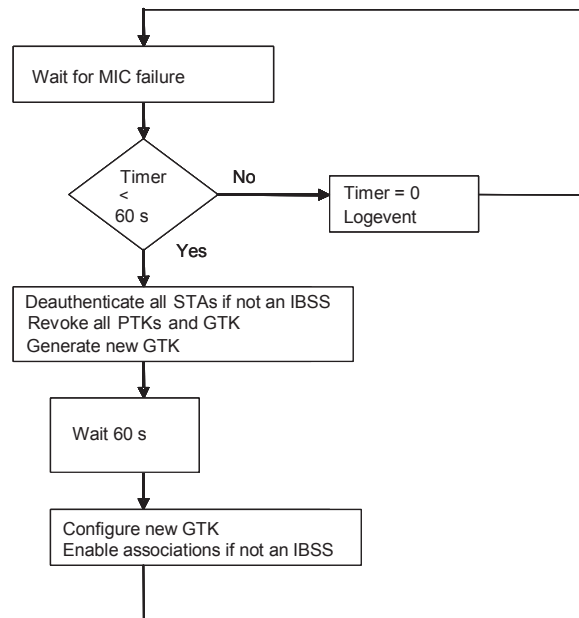 Wait for MIC failure
Timer
<
60 s
No
Timer = 0
Logevent
Yes
Deauthenticate all STAs if not an IBSS
Revoke all PTKs and GTK
Generate new GTK
Wait 60 s
Configure new GTK
Enable associations if not an IBSS